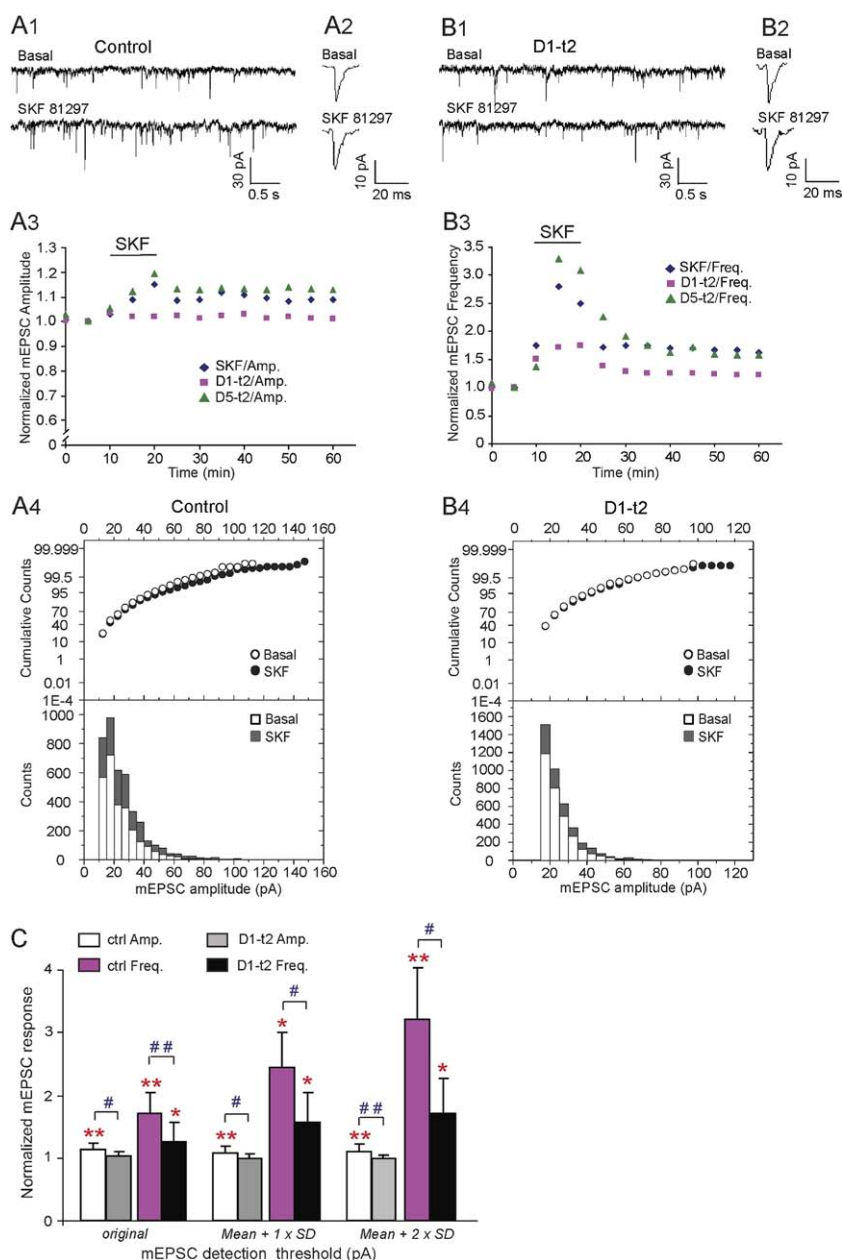 A1 Control A2 B1 D1-t2 B2
Basal Basal Basal Basal
SKF 81297 SKF 81297 SKF 81297 SKF 81297
30 pA 10 pA 30 pA 10 pA
0.5 s 20 ms 0.5 s 20 ms
A3
SKF
Normalized mEPSC Amplitude
1.3
1.2
1.1
1.0
0.9
0.8
0.7
0.6
0
SKF/Amp.
D1-t2/Amp.
D5-t2/Amp.
0 10 20 30 40 50 60
Time (min)
B3
SKF
Normalized mEPSC Frequency
3.5
3.0
2.5
2.0
1.5
1.0
0.5
0
SKF/Freq.
D1-t2/Freq.
D5-t2/Freq.
0 10 20 30 40 50 60
Time (min)
A4 Control
0 20 40 60 80 100 120 140 160
Cumulative Counts
99.999
99.5
95
70
40
10
1
0.01
1E-4
Basal
SKF
Counts
1000
800
600
400
200
0
Basal
SKF
0 20 40 60 80 100 120 140 160
mEPSC amplitude (pA)
B4 D1-t2
0 20 40 60 80 100 120
Cumulative Counts
99.999
99.5
95
70
40
10
1
0.01
1E-4
Basal
SKF
Counts
1600
1400
1200
1000
800
600
400
200
0
Basal
SKF
0 20 40 60 80 100 120
mEPSC amplitude (pA)
C
ctrl Amp. D1-t2 Amp.
ctrl Freq. D1-t2 Freq.
Normalized mEPSC response
4
3
2
1
0
** # ** ## *
** # * # *
** ## ** # *
original Mean + 1 x SD Mean + 2 x SD
mEPSC detection threshold (pA)